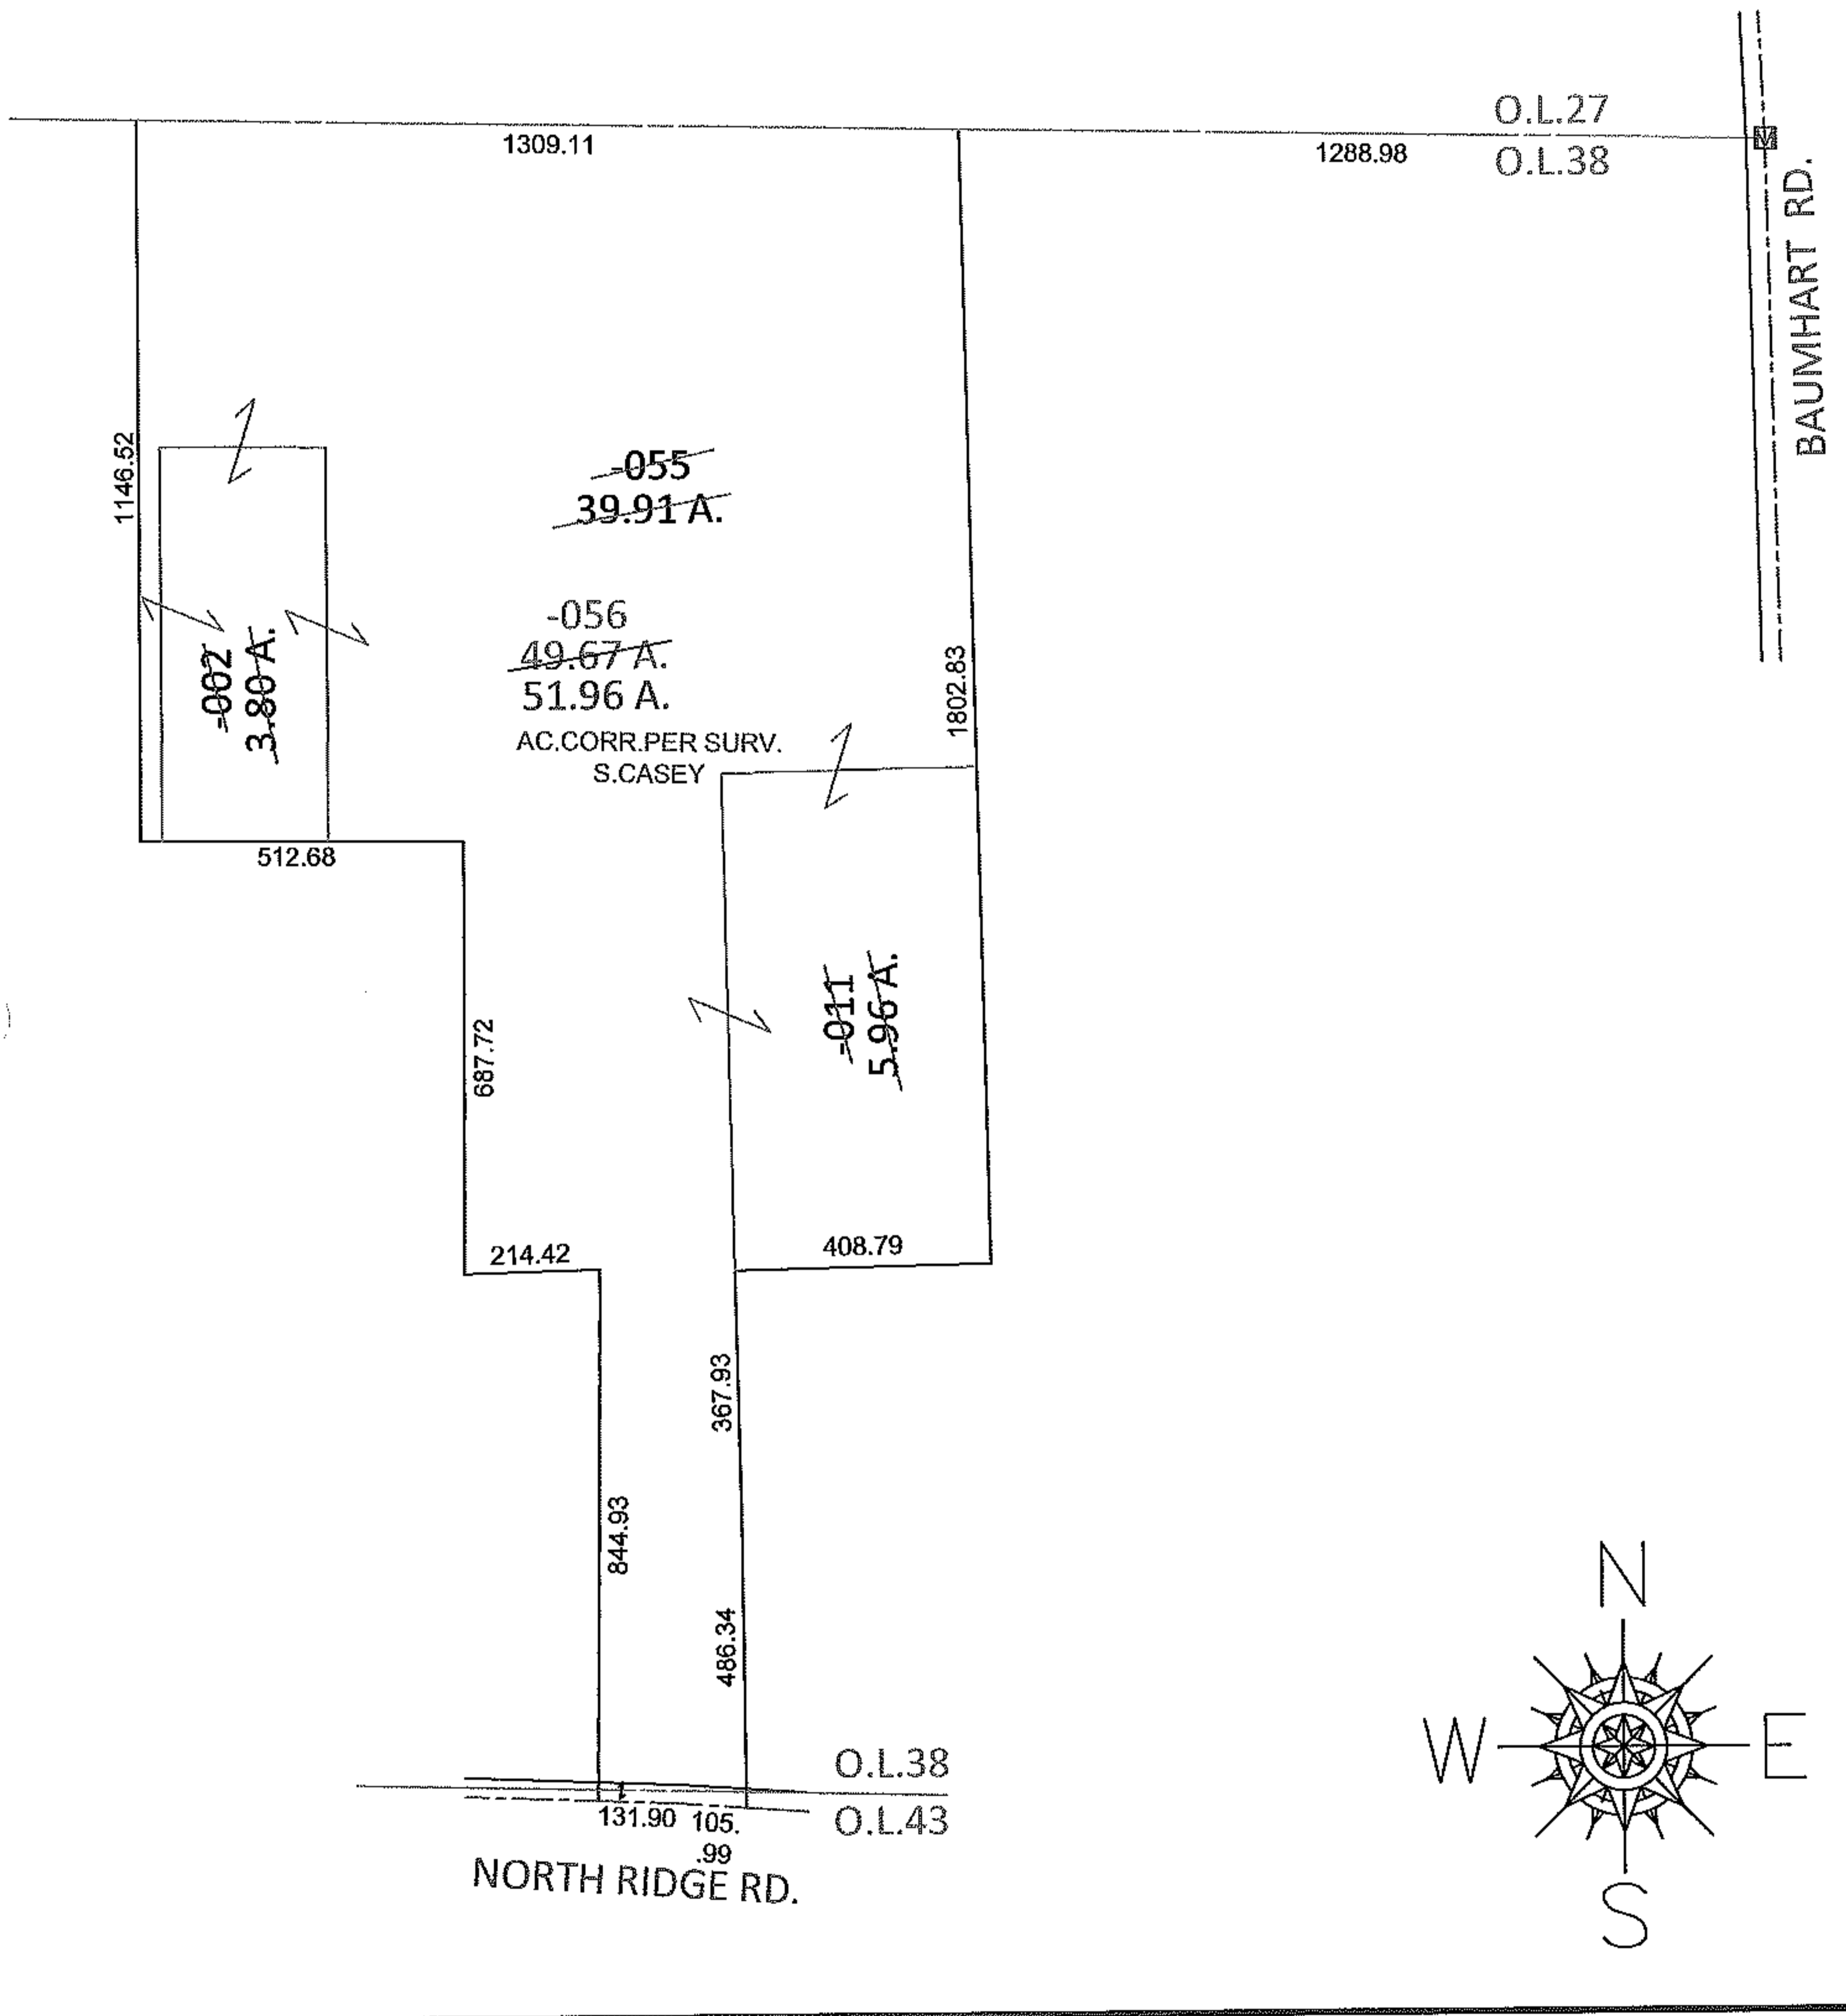 O.L.27
1309.11
1288.98
O.L.38
BAUMHART RD.
1146.52
-055
39.91 A.
-056
49.67 A.
51.96 A.
AC.CORR.PER SURV.
S.CASEY
-002
3.80 A.
1802.83
512.68
-011
5.96 A.
687.72
214.42
408.79
367.93
844.93
486.34
O.L.38
131.90 105.
.99
O.L.43
NORTH RIDGE RD.
N
W
E
S